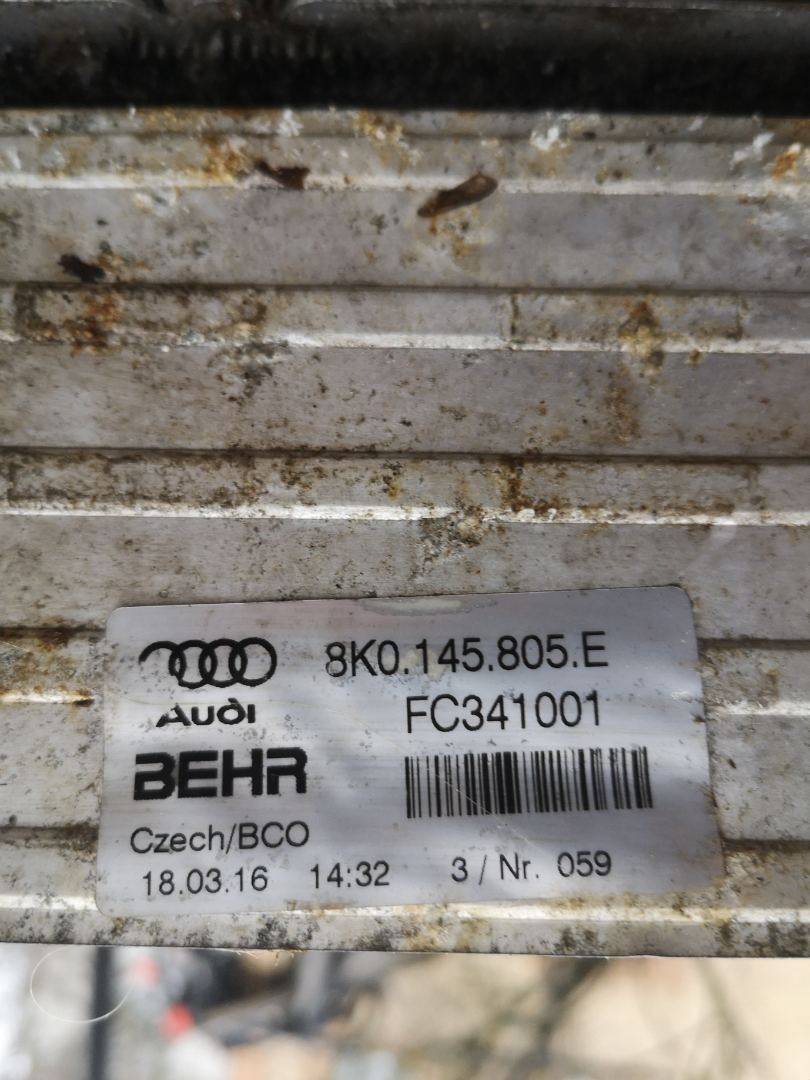 8K0.145.805.E
Audi
FC341001
BEHR
Czech/BCO
18.03.16 14:32 3 / Nr. 059